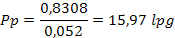 Pp = 0,8308 / 0,052 = 15,97 lpg